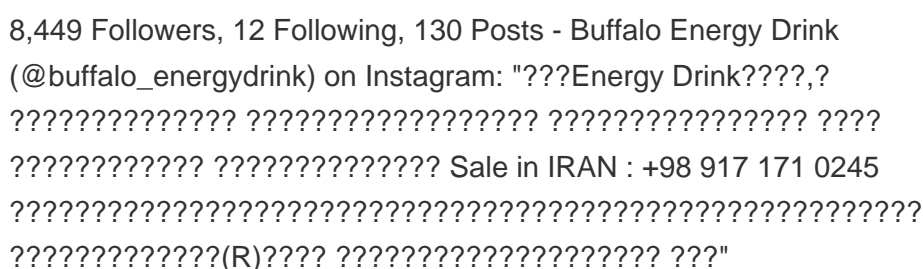 8,449 Followers, 12 Following, 130 Posts - Buffalo Energy Drink
(@buffalo_energydrink) on Instagram: "???Energy Drink????,?
?????????????? ?????????????????? ???????????????? ????
???????????? ?????????????? Sale in IRAN : +98 917 171 0245
????????????????????????????????????????????????????????
?????????????(R)???? ???????????????????? ???"